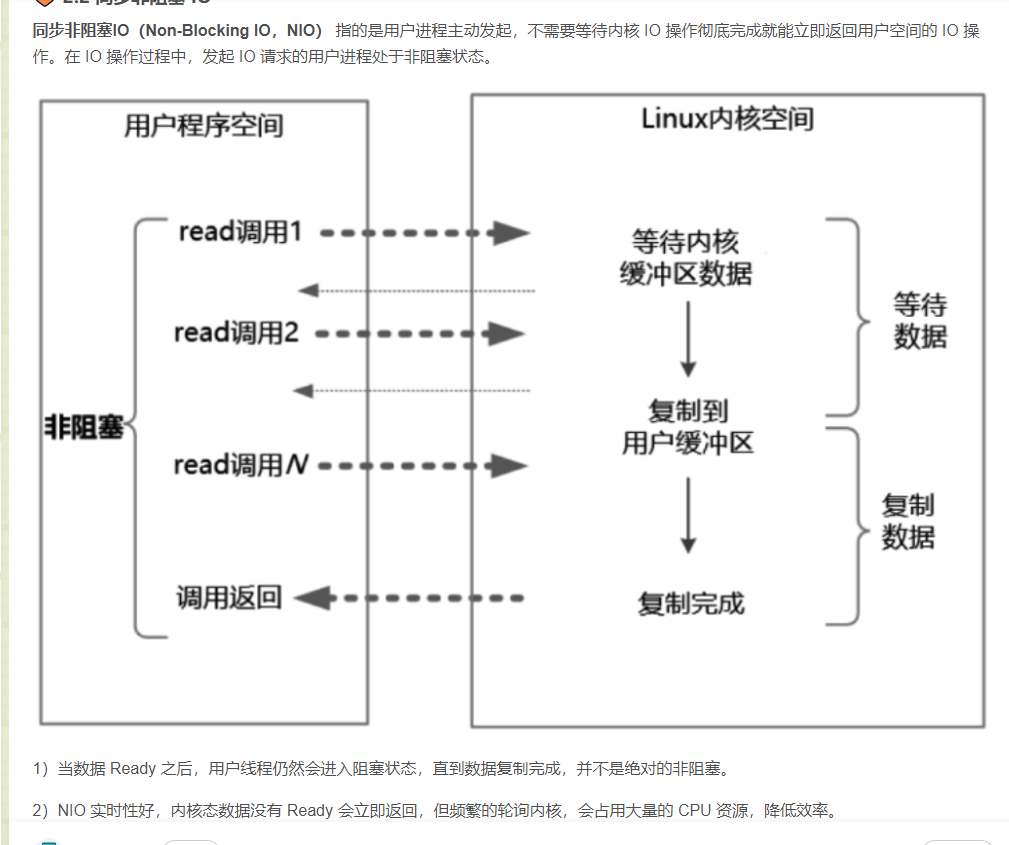 2.2 同步非阻塞 IO
同步非阻塞IO（Non-Blocking IO，NIO） 指的是用户进程主动发起，不需要等待内核 IO 操作彻底完成就能立即返回用户空间的 IO 操
作。在 IO 操作过程中，发起 IO 请求的用户进程处于非阻塞状态。
用户程序空间
Linux内核空间
read调用1
等待内核
缓冲区数据
等待
数据
read调用2
复制到
用户缓冲区
非阻塞
read调用N
复制
数据
调用返回
复制完成
1）当数据 Ready 之后，用户线程仍然会进入阻塞状态，直到数据复制完成，并不是绝对的非阻塞。
2）NIO 实时性好，内核态数据没有 Ready 会立即返回，但频繁的轮询内核，会占用大量的 CPU 资源，降低效率。